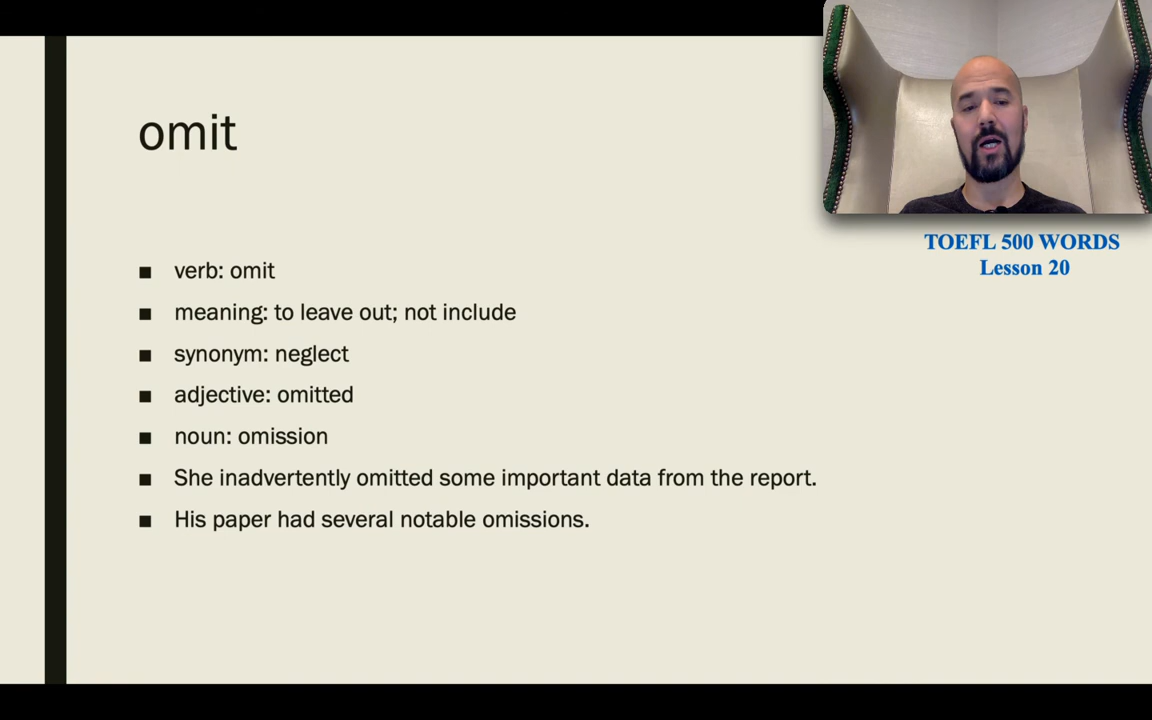 omit
TOEFL 500 WORDS
Lesson 20
■ verb: omit
■ meaning: to leave out; not include
■ synonym: neglect
■ adjective: omitted
■ noun: omission
■ She inadvertently omitted some important data from the report.
■ His paper had several notable omissions.